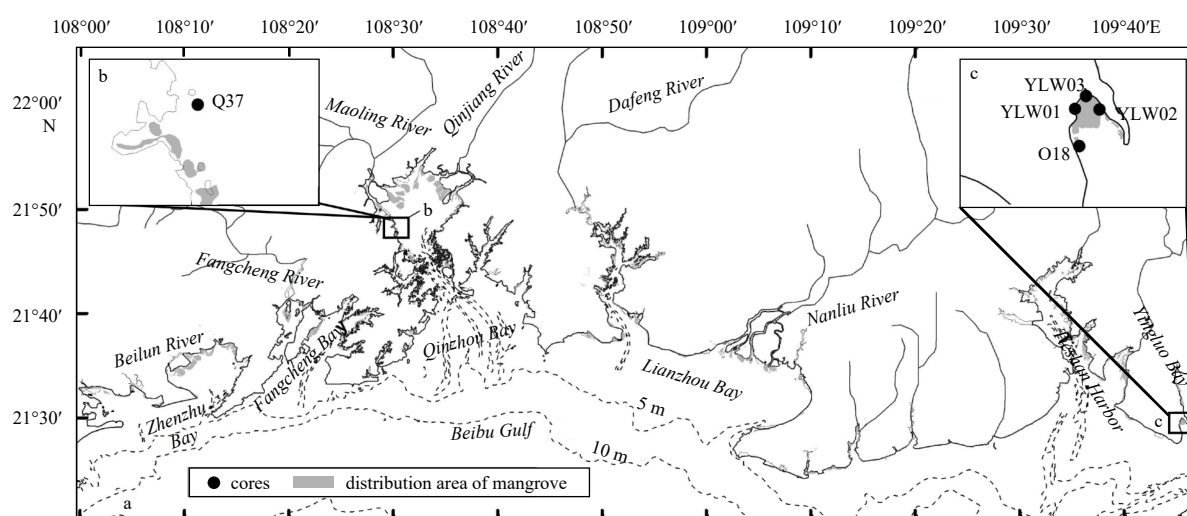 108°00′ 108°10′ 108°20′ 108°30′ 108°40′ 108°50′ 109°00′ 109°10′ 109°20′ 109°30′ 109°40′E
22°00′
N
21°50′
21°40′
21°30′
b
Q37
c
YLW03
YLW01
YLW02
O18
Maoling River
Qinjiang River
Dafeng River
b
Fangcheng River
Beilun River
Zhenzhu
Bay
Fangcheng Bay
Qinzhou Bay
Lianzhou Bay
Nanliu River
Tieshan Harbor
Yingluo Bay
c
5 m
Beibu Gulf
10 m
cores
distribution area of mangrove
a